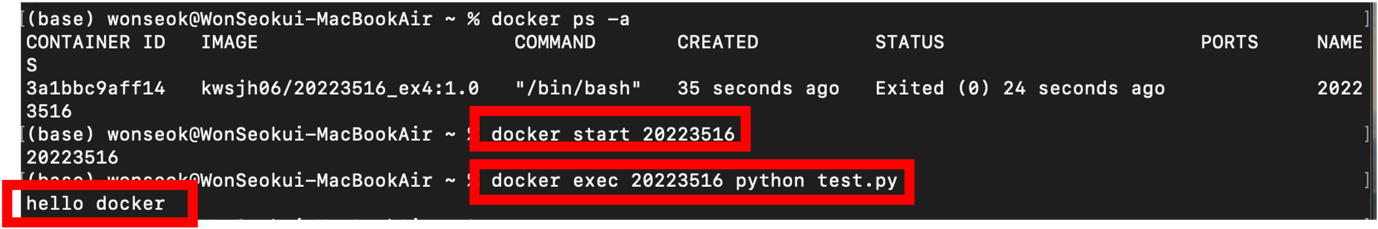 [(base) wonseok@WonSeokui-MacBookAir ~ % docker ps -a ]
CONTAINER ID   IMAGE                      COMMAND       CREATED          STATUS                      PORTS     NAME
S
3a1bbc9aff14   kwsjh06/20223516_ex4:1.0   "/bin/bash"   35 seconds ago   Exited (0) 24 seconds ago             2022
3516
[(base) wonseok@WonSeokui-MacBookAir ~ % docker start 20223516 ]
20223516
[(base) wonseok@WonSeokui-MacBookAir ~ % docker exec 20223516 python test.py ]
hello docker